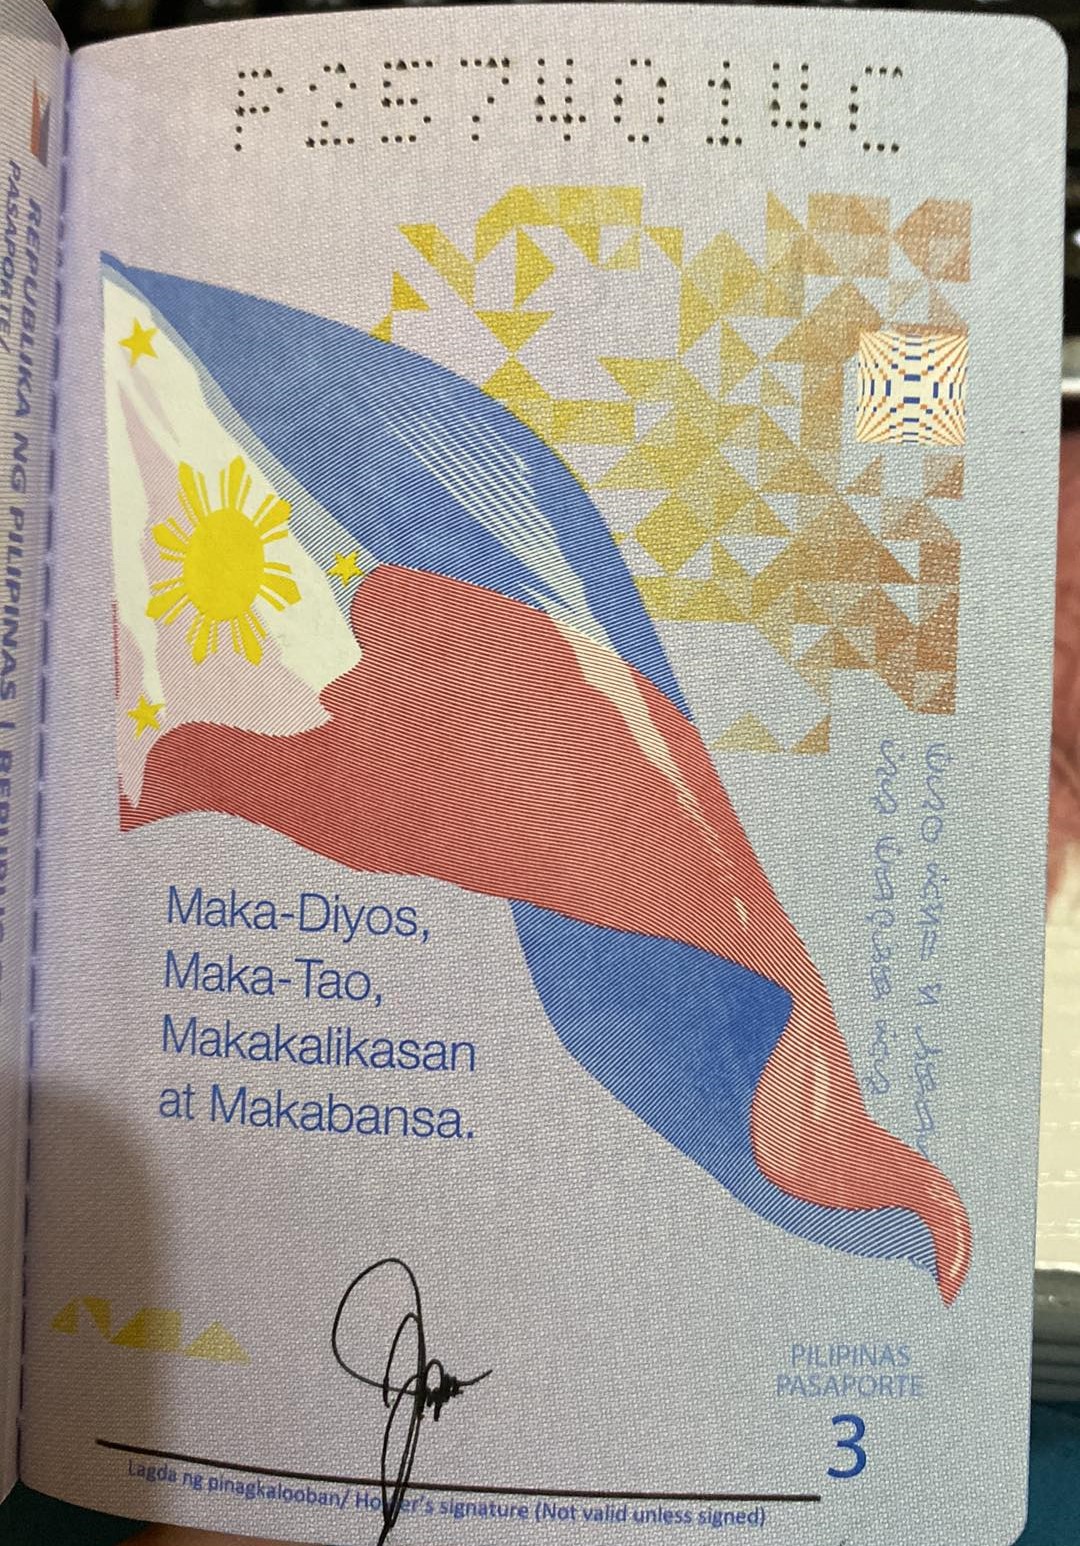 P2574014C
REPUBLIKA NG PILIPINAS |
PASAPORTE/
Maka-Diyos,
Maka-Tao,
Makakalikasan
at Makabansa.
PILIPINAS
PASAPORTE
3
Lagda ng pinagkalooban/ Holder's signature (Not valid unless signed)